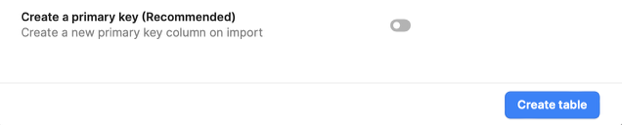 Create a primary key (Recommended)
Create a new primary key column on import
Create table